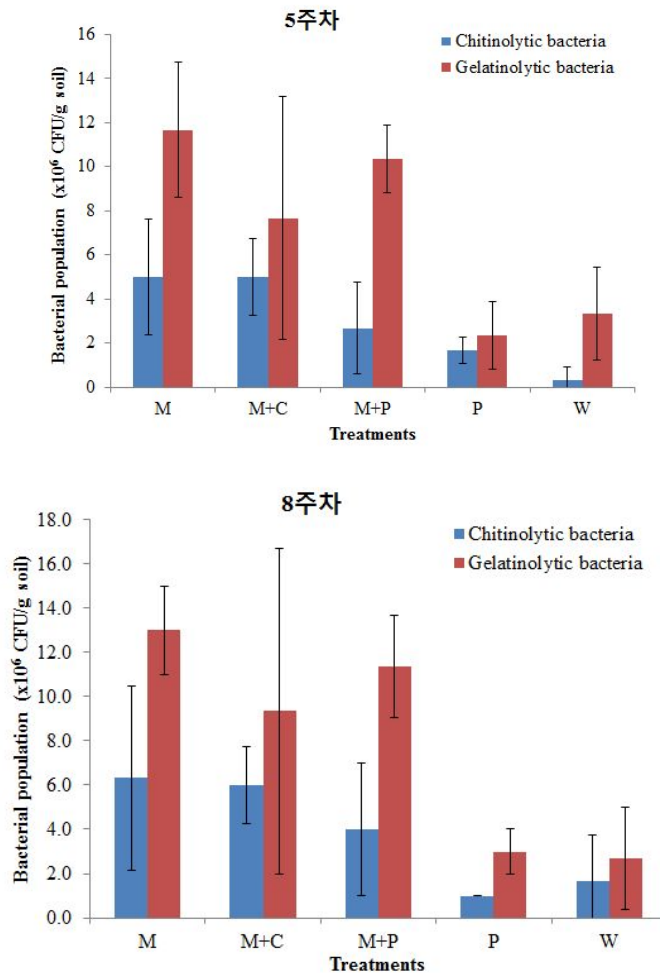 5주차
Chitinolytic bacteria
Gelatinolytic bacteria
Bacterial population (x10⁶ CFU/g soil)
16
14
12
10
8
6
4
2
0
M M+C M+P P W
Treatments
8주차
Chitinolytic bacteria
Gelatinolytic bacteria
Bacterial population (x10⁶ CFU/g soil)
18.0
16.0
14.0
12.0
10.0
8.0
6.0
4.0
2.0
0.0
M M+C M+P P W
Treatments